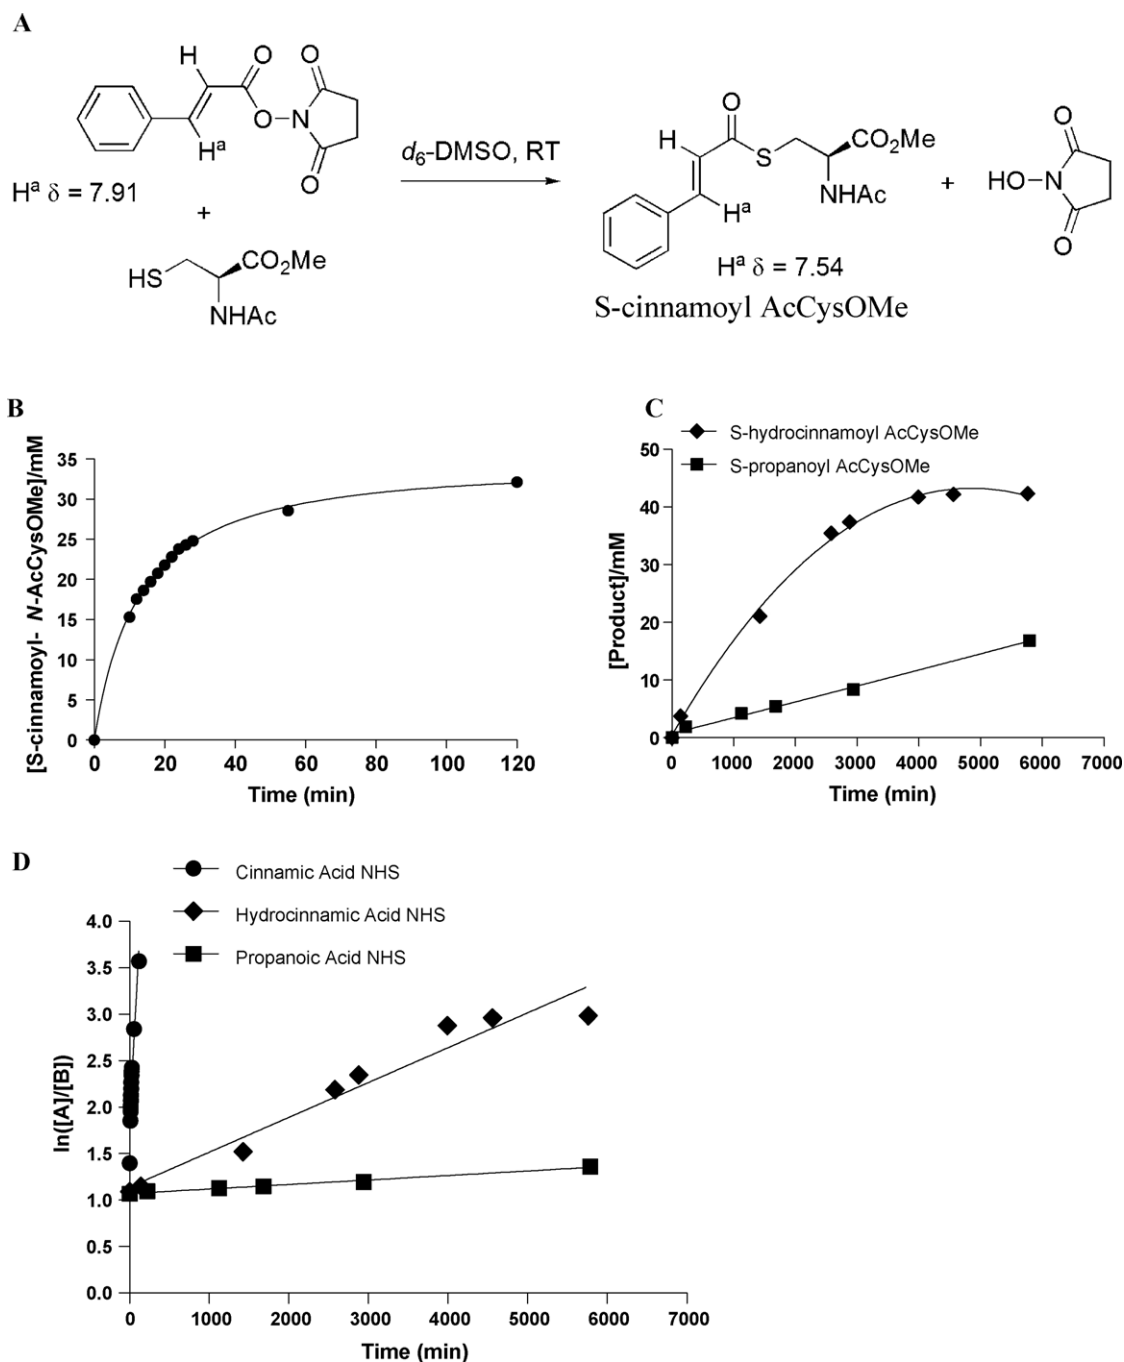 A
H
O
O
O
N
O
Hᵃ
Hᵃ δ = 7.91
+
HS
CO₂Me
NHAc
d₆-DMSO, RT
O
H
S
CO₂Me
NHAc
Hᵃ
Hᵃ δ = 7.54
S-cinnamoyl AcCysOMe
+
O
HO
N
O
B
[S-cinnamoyl- N-AcCysOMe]/mM
35
30
25
20
15
10
5
0
0 20 40 60 80 100 120
Time (min)
C
S-hydrocinnamoyl AcCysOMe
S-propanoyl AcCysOMe
[Product]/mM
50
40
30
20
10
0
0 1000 2000 3000 4000 5000 6000 7000
Time (min)
D
Cinnamic Acid NHS
Hydrocinnamic Acid NHS
Propanoic Acid NHS
ln([A]/[B])
4.0
3.5
3.0
2.5
2.0
1.5
1.0
0.5
0.0
0 1000 2000 3000 4000 5000 6000 7000
Time (min)